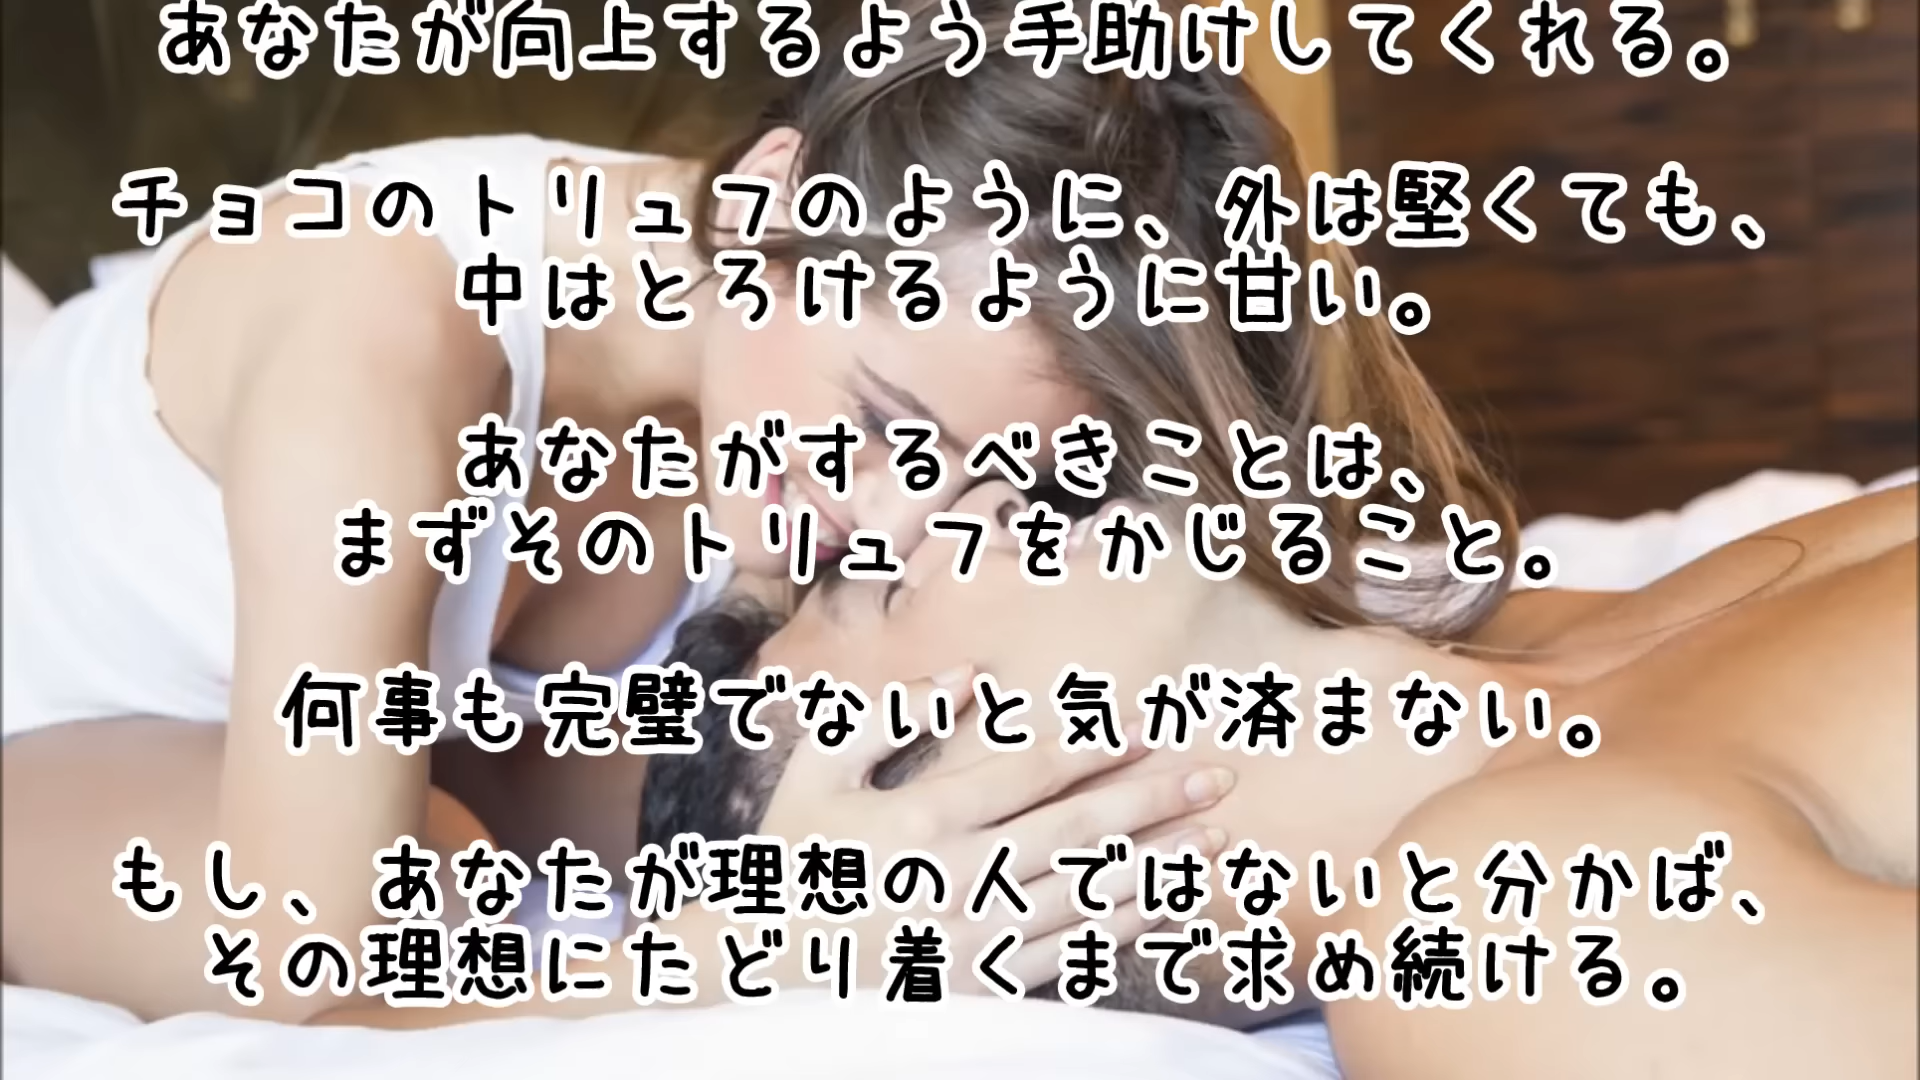 あなたが向上するよう手助けしてくれる。
チョコのトリュフのように、外は堅くても、
中はとろけるように甘い。
あなたがするべきことは、
まずそのトリュフをかじること。
何事も完璧でないと気が済まない。
もし、あなたが理想の人ではないと分かば、
その理想にたどり着くまで求め続ける。